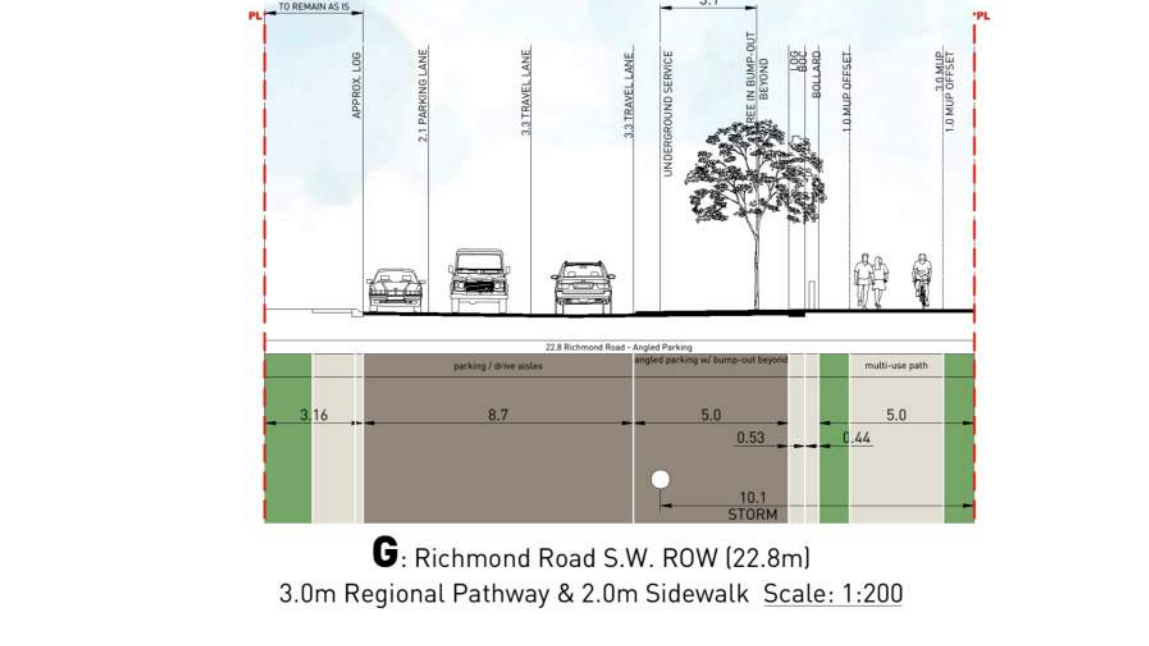 TO REMAIN AS IS
PL
PL
APPROX. LOG
2.1 PARKING LANE
3.3 TRAVEL LANE
3.3 TRAVEL LANE
UNDERGROUND SERVICE
TREE IN BUMP-OUT
BEYOND
LOG
BOC
BOLLARD
1.0 MUP OFFSET
3.0 MUP
1.0 MUP OFFSET
22.8 Richmond Road - Angled Parking
parking / drive aisles
angled parking w/ bump-out beyond
multi-use path
3.16
8.7
5.0
5.0
0.53
0.44
10.1
STORM
G: Richmond Road S.W. ROW (22.8m)
3.0m Regional Pathway & 2.0m Sidewalk Scale: 1:200